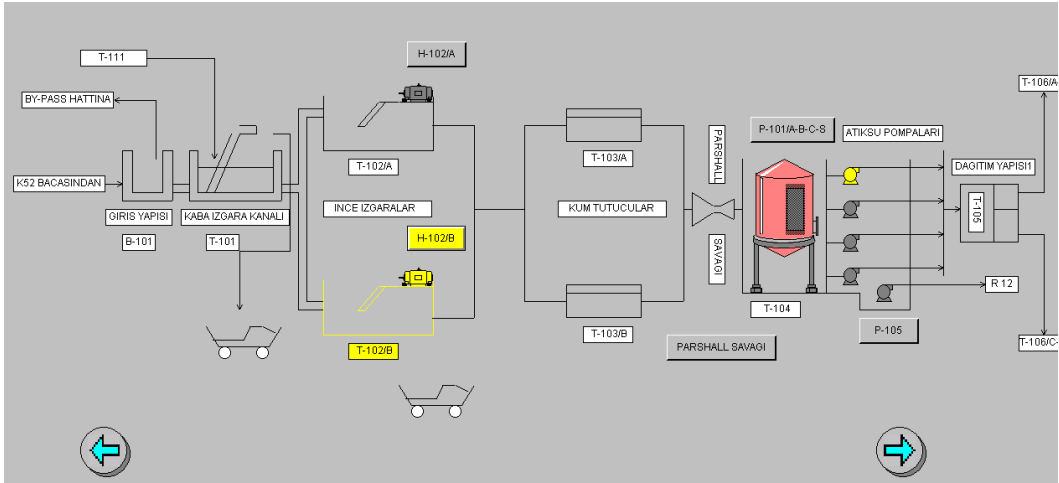 H-102/A
T-111
BY-PASS HATTINA
T-106/A
P-101/A-B-C-S
ATIKSU POMPALARI
PARSHALL
T-102/A
T-103/A
DAGITIM YAPISI1
K52 BACASINDAN
GIRIS YAPISI
KABA IZGARA KANALI
INCE IZGARALAR
KUM TUTUCULAR
T-105
B-101
T-101
H-102/B
SAVAGI
R 12
T-104
T-102/B
T-103/B
PARSHALL SAVAGI
P-105
T-106/C-